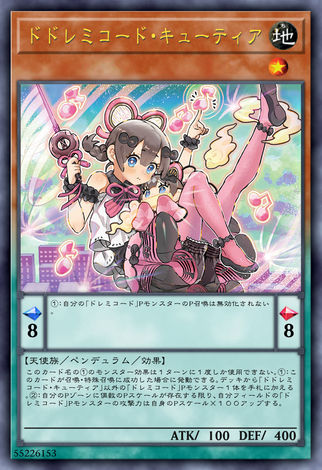 ドドレミコード・キューティア
地
①:自分の「ドレミコード」PモンスターのP召喚は無効化されない
。
8
8
【天使族／ペンデュラム／効果】
このカード名の①のモンスター効果は１ターンに１度しか使用できない。①:こ
のカードが召喚・特殊召喚に成功した場合に発動できる。デッキから「ドドレミ
コード・キューティア」以外の「ドレミコード」Pモンスター１体を手札に加える
。②:自分のPゾーンに偶数のPスケールが存在する限り、自分フィールドの「ド
レミコード」Pモンスターの攻撃力は自身のPスケール×１００アップする。
ATK/ 100 DEF/ 400
55226153